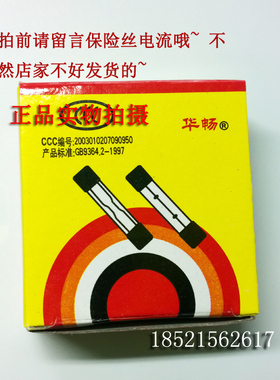 拍前请留言保险丝电流哦~ 不
然店家不好发货的~
正品实物拍摄
华畅®
CCC编号:2003010207090950
产品标准:GB9364.2-1997
18521562617